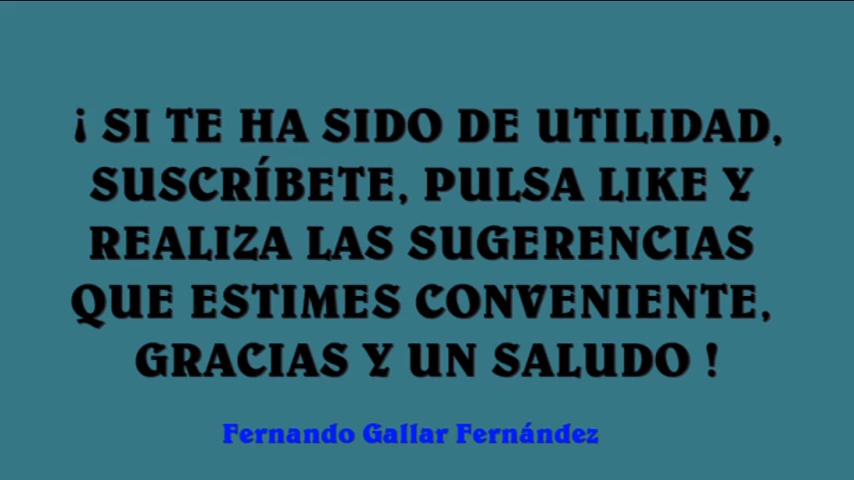 ¡ SI TE HA SIDO DE UTILIDAD,
SUSCRÍBETE, PULSA LIKE Y
REALIZA LAS SUGERENCIAS
QUE ESTIMES CONVENIENTE,
GRACIAS Y UN SALUDO !
Fernando Gallar Fernández